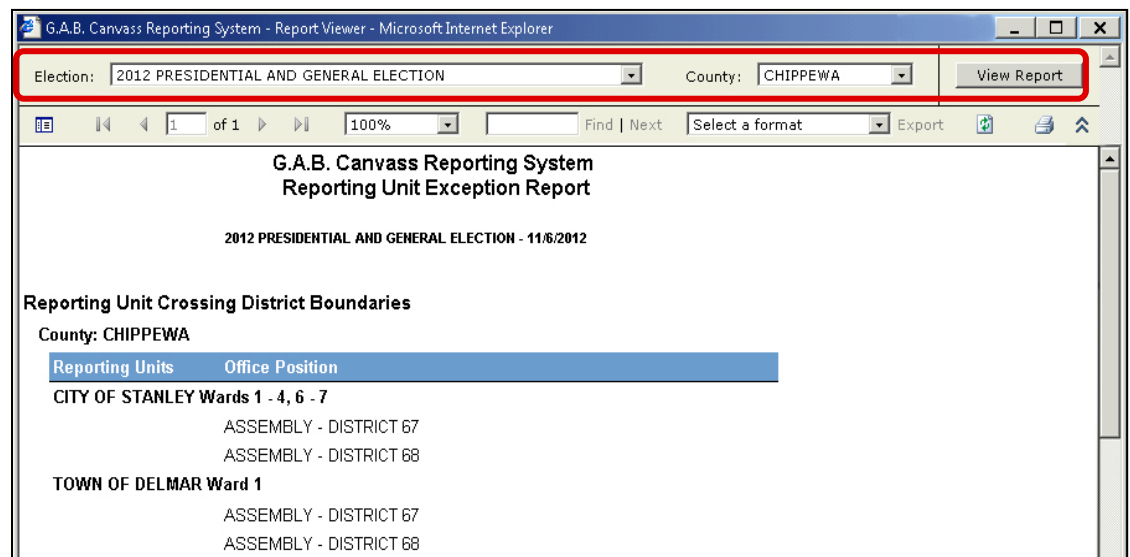 G.A.B. Canvass Reporting System - Report Viewer - Microsoft Internet Explorer
Election: 2012 PRESIDENTIAL AND GENERAL ELECTION County: CHIPPEWA View Report
1 of 1 100% Find | Next Select a format Export
G.A.B. Canvass Reporting System
Reporting Unit Exception Report
2012 PRESIDENTIAL AND GENERAL ELECTION - 11/6/2012
Reporting Unit Crossing District Boundaries
County: CHIPPEWA
Reporting Units Office Position
CITY OF STANLEY Wards 1 - 4, 6 - 7
ASSEMBLY - DISTRICT 67
ASSEMBLY - DISTRICT 68
TOWN OF DELMAR Ward 1
ASSEMBLY - DISTRICT 67
ASSEMBLY - DISTRICT 68